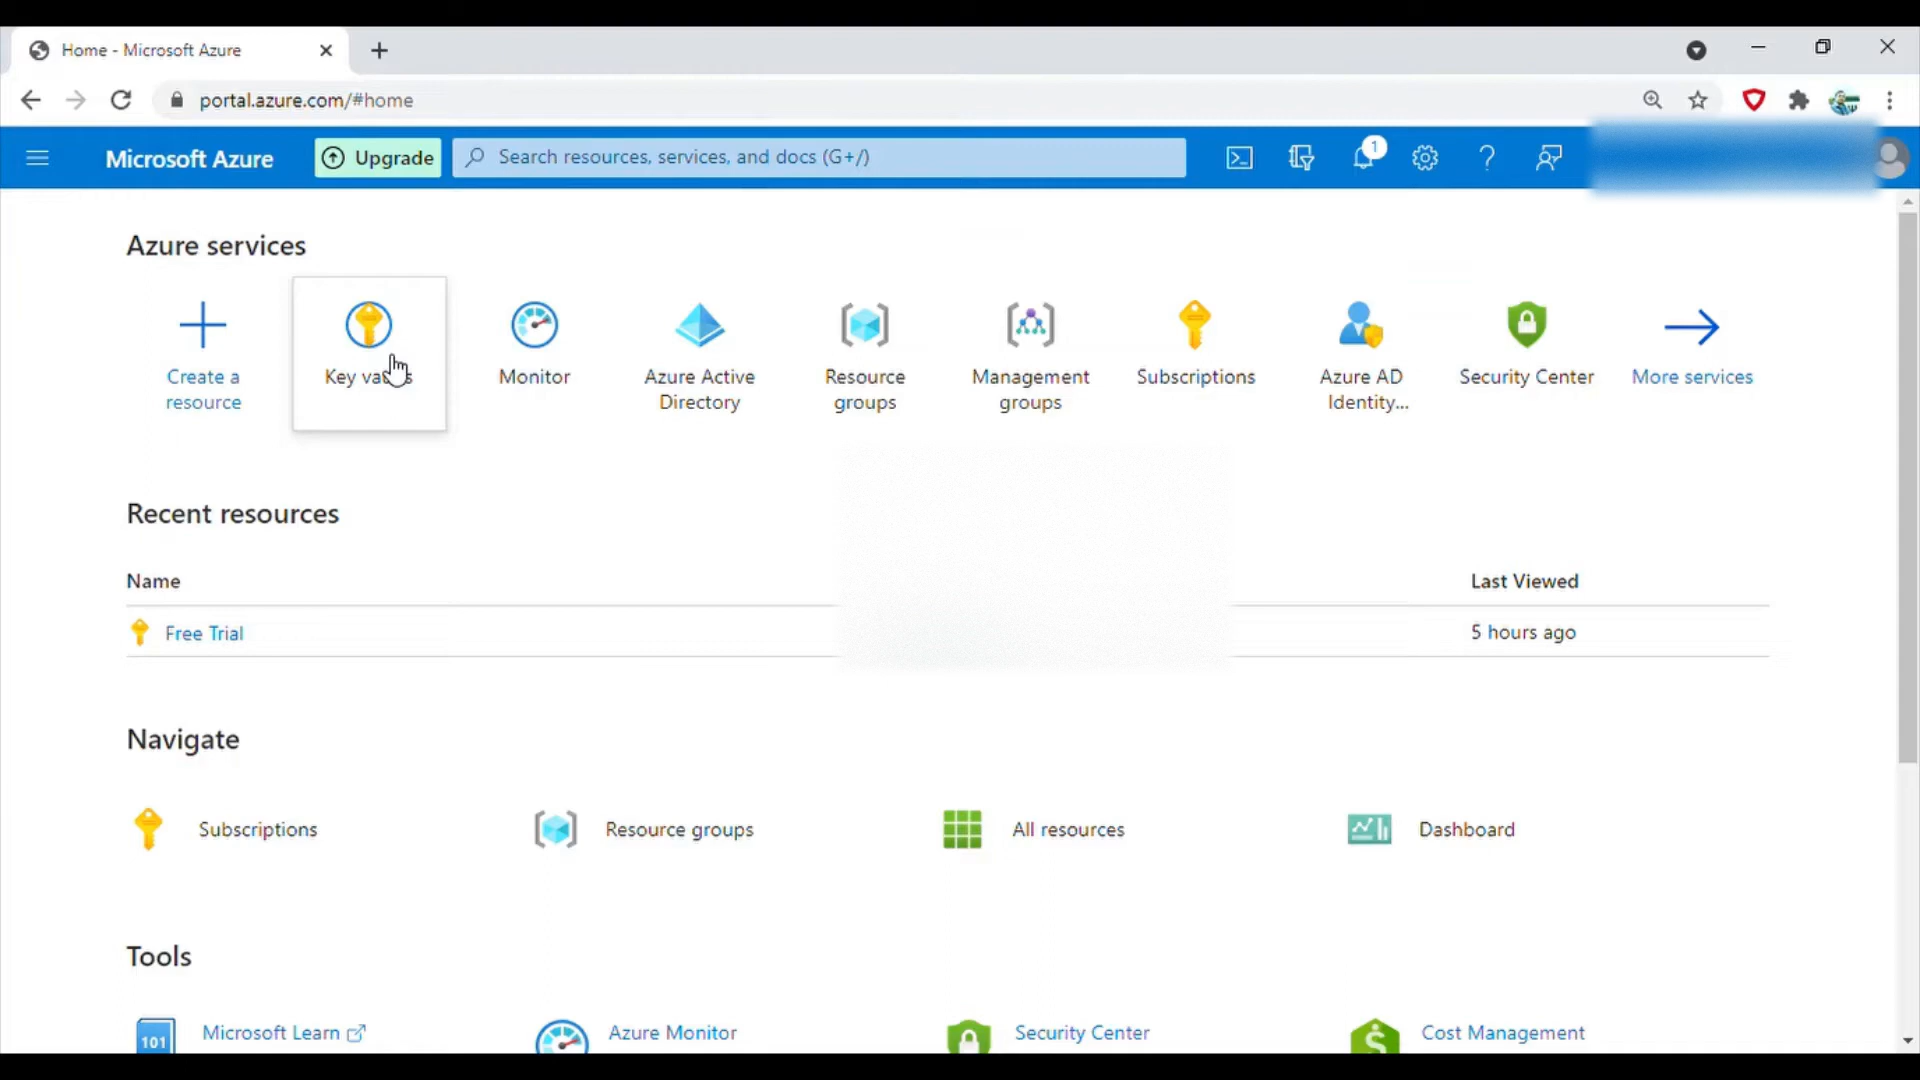 Home - Microsoft Azure
portal.azure.com/#home
Microsoft Azure
Upgrade
Search resources, services, and docs (G+/)
1
Azure services
Create a
resource
Key
Monitor
Azure Active
Directory
Resource
groups
Management
groups
Subscriptions
Azure AD
Identity...
Security Center
More services
Recent resources
Name
Last Viewed
Free Trial
5 hours ago
Navigate
Subscriptions
Resource groups
All resources
Dashboard
Tools
101
Microsoft Learn
Azure Monitor
Security Center
Cost Management